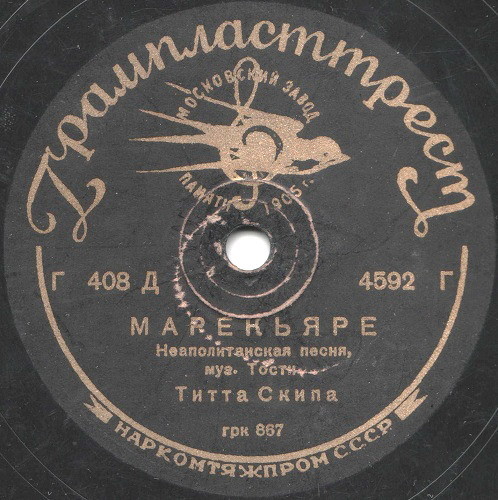 Грампласттрест
МОСКОВСКИЙ ЗАВОД
ПАМЯТИ 1905 г.
Г 408 Д 4592 Г
МАРЕКЬЯРЕ
Неаполитанская песня,
муз. Тости
Титта Скипа
грк 867
НАРКОМТЯЖПРОМ СССР